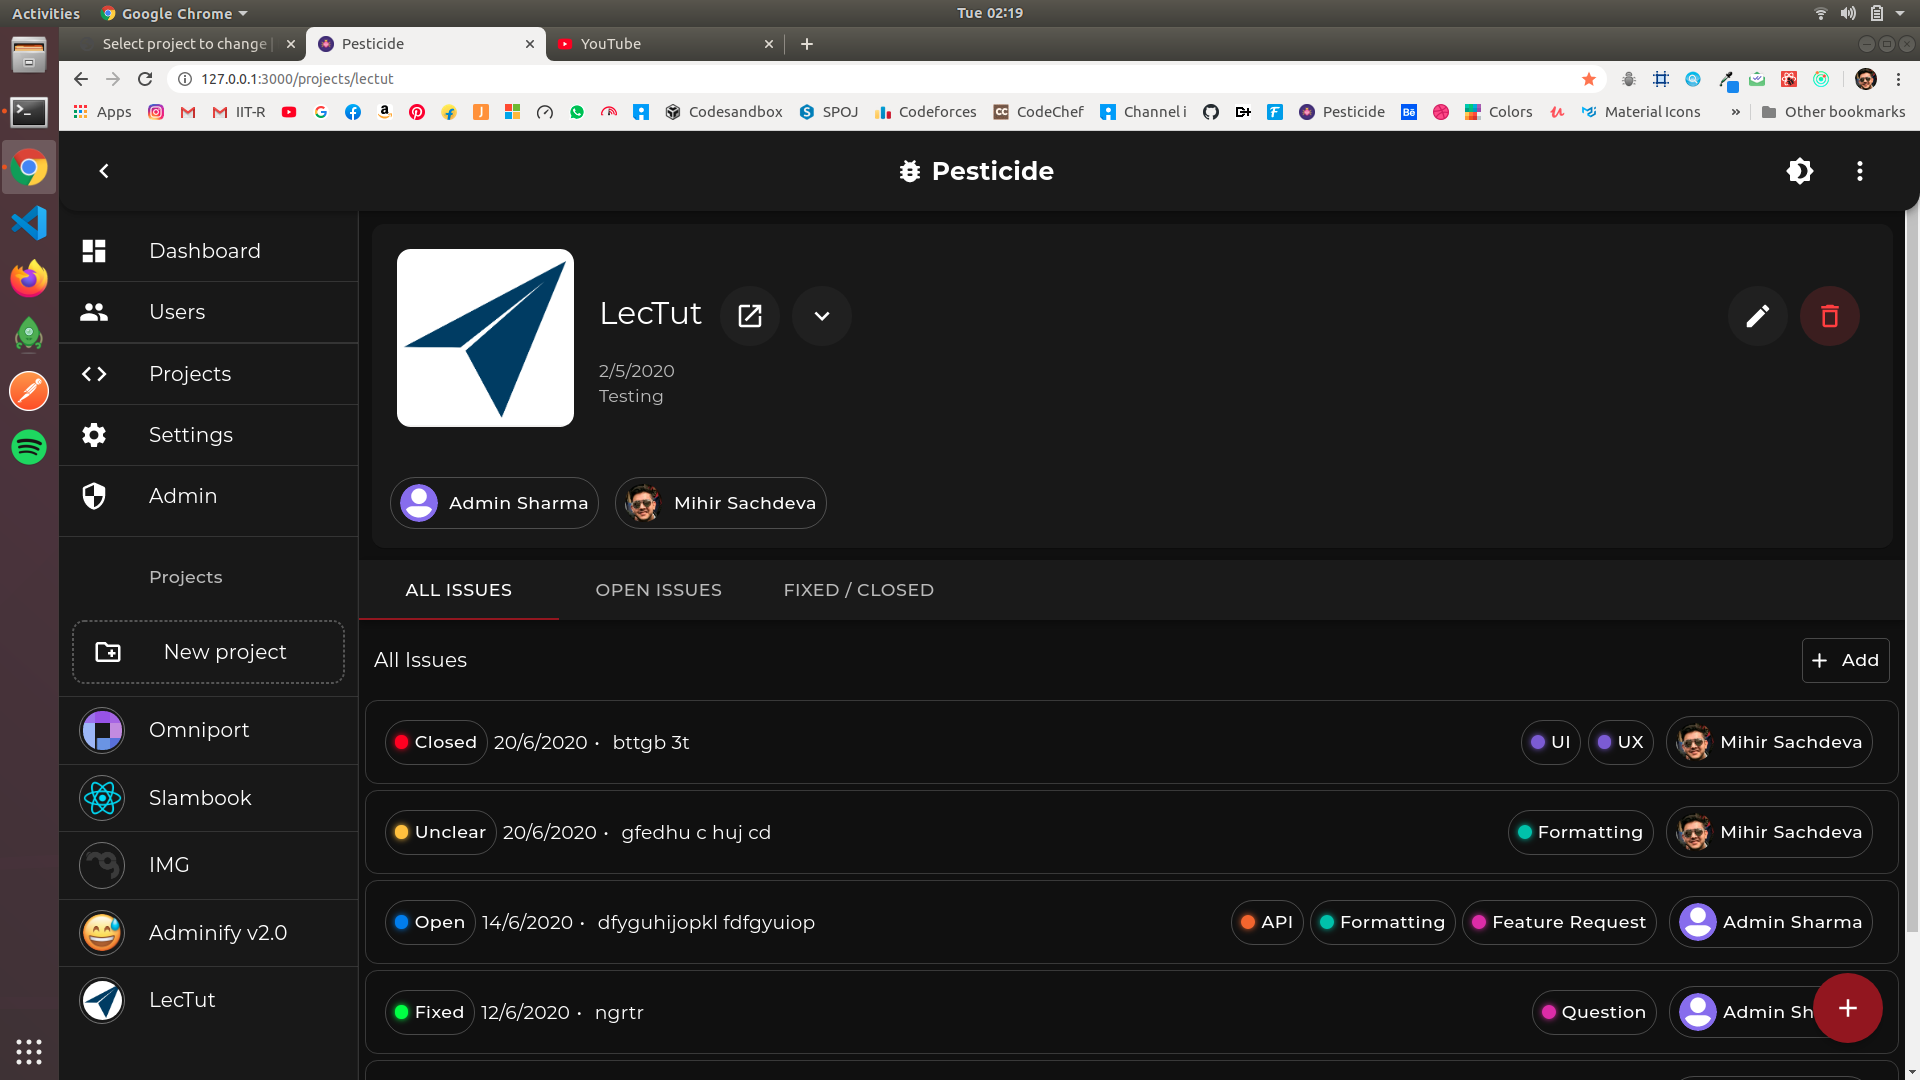 Activities Google Chrome Tue 02:19
Select project to change | Pesticide YouTube
127.0.0.1:3000/projects/lectut
Apps IIT-R Codesandbox SPOJ Codeforces CodeChef Channel i Pesticide Colors Material Icons » Other bookmarks
Pesticide
Dashboard
Users
Projects
Settings
Admin
Projects
New project
Omniport
Slambook
IMG
Adminify v2.0
LecTut
LecTut
2/5/2020
Testing
Admin Sharma Mihir Sachdeva
ALL ISSUES OPEN ISSUES FIXED / CLOSED
All Issues + Add
Closed 20/6/2020 • bttgb 3t UI UX Mihir Sachdeva
Unclear 20/6/2020 • gfedhu c huj cd Formatting Mihir Sachdeva
Open 14/6/2020 • dfyguhijopkl fdfgyuiop API Formatting Feature Request Admin Sharma
Fixed 12/6/2020 • ngrtr Question Admin Sh